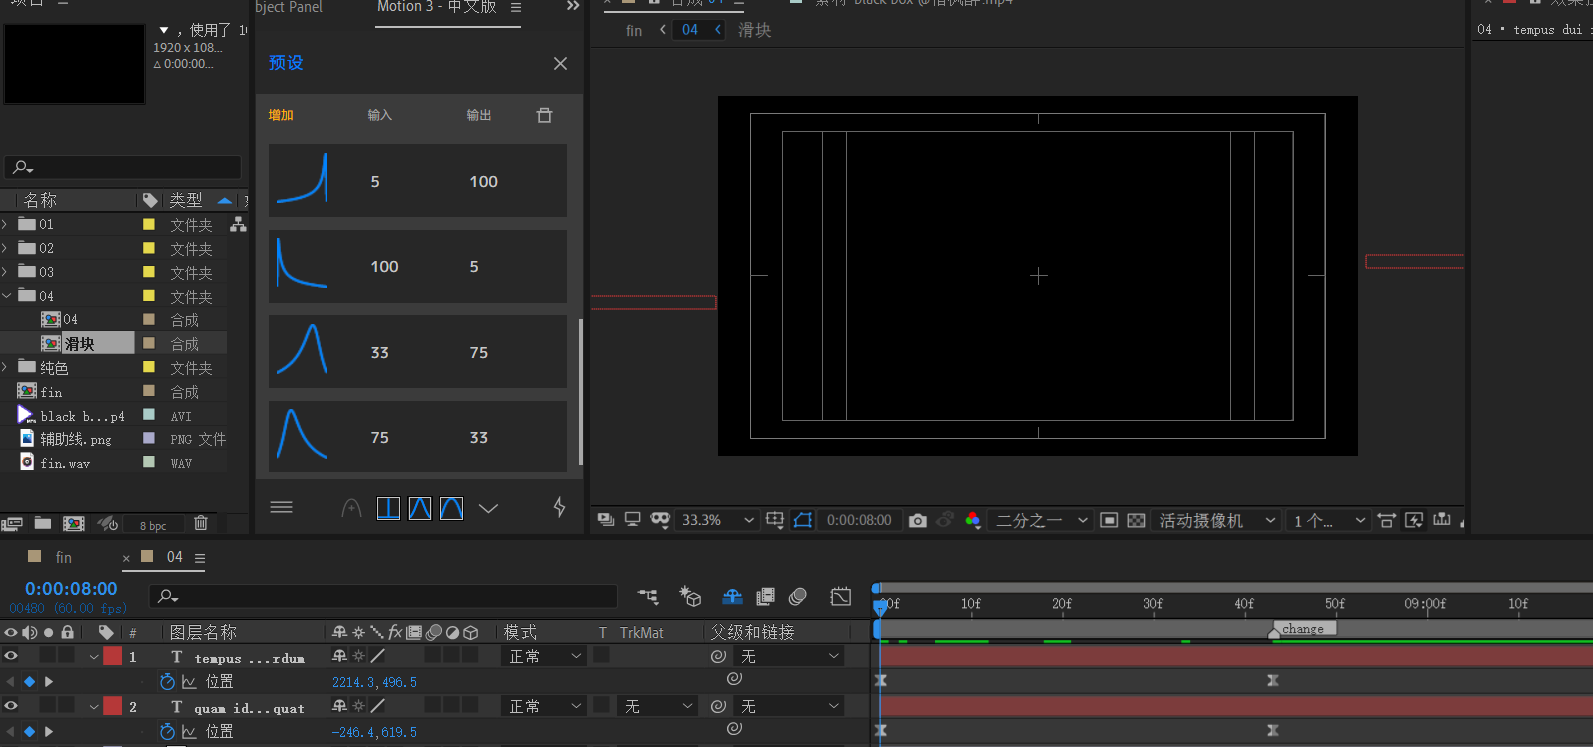 项目
bject Panel
Motion 3 - 中文版
合成 04
效果控
，使用了 1
1920 x 108...
Δ 0:00:00...
预设
fin
04
滑块
04 • tempus dui
增加
输入
输出
5
100
100
5
33
75
75
33
名称
类型
01
文件夹
02
文件夹
03
文件夹
04
文件夹
04
合成
滑块
合成
纯色
文件夹
fin
合成
black b...p4
AVI
辅助线.png
PNG 文件
fin.wav
WAV
8 bpc
33.3%
0:00:08:00
二分之一
活动摄像机
1 个...
fin
04
0:00:08:00
00480 (60.00 fps)
00f
10f
20f
30f
40f
50f
09:00f
10f
#
图层名称
fx
模式
T
TrkMat
父级和链接
change
1
T
tempus ...rdum
正常
无
位置
2214.3,496.5
2
T
quam id...quat
正常
无
无
位置
-246.4,619.5